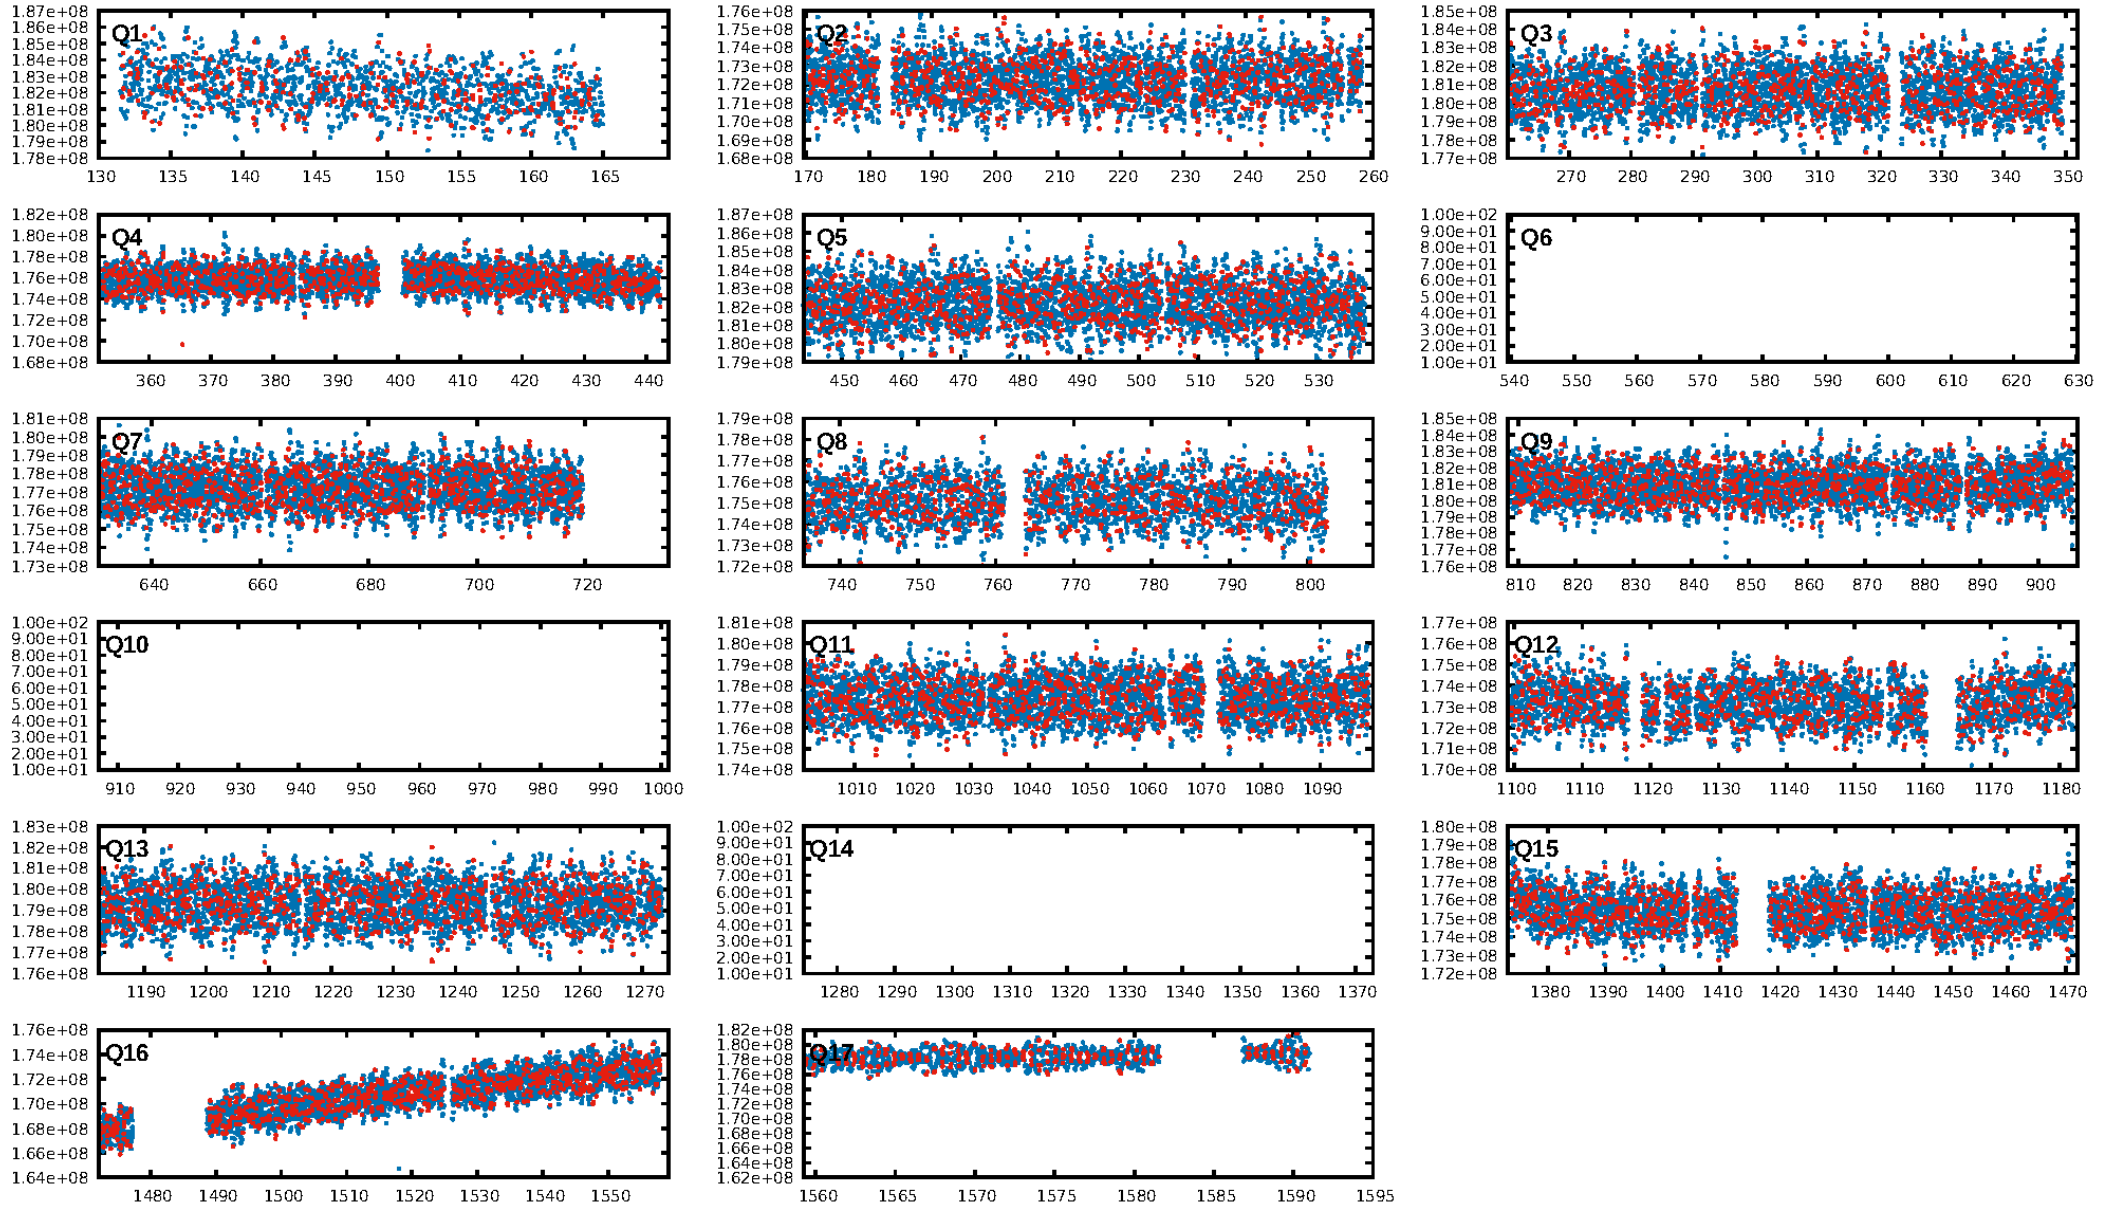 Q1
1.87e+08
1.86e+08
1.85e+08
1.84e+08
1.83e+08
1.82e+08
1.81e+08
1.80e+08
1.79e+08
1.78e+08
130 135 140 145 150 155 160 165
Q2
1.76e+08
1.75e+08
1.74e+08
1.73e+08
1.72e+08
1.71e+08
1.70e+08
1.69e+08
1.68e+08
170 180 190 200 210 220 230 240 250 260
Q3
1.85e+08
1.84e+08
1.83e+08
1.82e+08
1.81e+08
1.80e+08
1.79e+08
1.78e+08
1.77e+08
270 280 290 300 310 320 330 340 350
Q4
1.82e+08
1.80e+08
1.78e+08
1.76e+08
1.74e+08
1.72e+08
1.70e+08
1.68e+08
360 370 380 390 400 410 420 430 440
Q5
1.87e+08
1.86e+08
1.85e+08
1.84e+08
1.83e+08
1.82e+08
1.81e+08
1.80e+08
1.79e+08
450 460 470 480 490 500 510 520 530
Q6
1.00e+02
9.00e+01
8.00e+01
7.00e+01
6.00e+01
5.00e+01
4.00e+01
3.00e+01
2.00e+01
1.00e+01
540 550 560 570 580 590 600 610 620 630
Q7
1.81e+08
1.80e+08
1.79e+08
1.78e+08
1.77e+08
1.76e+08
1.75e+08
1.74e+08
1.73e+08
640 660 680 700 720
Q8
1.79e+08
1.78e+08
1.77e+08
1.76e+08
1.75e+08
1.74e+08
1.73e+08
1.72e+08
740 750 760 770 780 790 800
Q9
1.85e+08
1.84e+08
1.83e+08
1.82e+08
1.81e+08
1.80e+08
1.79e+08
1.78e+08
1.77e+08
1.76e+08
810 820 830 840 850 860 870 880 890 900
Q10
1.00e+02
9.00e+01
8.00e+01
7.00e+01
6.00e+01
5.00e+01
4.00e+01
3.00e+01
2.00e+01
1.00e+01
910 920 930 940 950 960 970 980 990 1000
Q11
1.81e+08
1.80e+08
1.79e+08
1.78e+08
1.77e+08
1.76e+08
1.75e+08
1.74e+08
1010 1020 1030 1040 1050 1060 1070 1080 1090
Q12
1.77e+08
1.76e+08
1.75e+08
1.74e+08
1.73e+08
1.72e+08
1.71e+08
1.70e+08
1100 1110 1120 1130 1140 1150 1160 1170 1180
Q13
1.83e+08
1.82e+08
1.81e+08
1.80e+08
1.79e+08
1.78e+08
1.77e+08
1.76e+08
1190 1200 1210 1220 1230 1240 1250 1260 1270
Q14
1.00e+02
9.00e+01
8.00e+01
7.00e+01
6.00e+01
5.00e+01
4.00e+01
3.00e+01
2.00e+01
1.00e+01
1280 1290 1300 1310 1320 1330 1340 1350 1360 1370
Q15
1.80e+08
1.79e+08
1.78e+08
1.77e+08
1.76e+08
1.75e+08
1.74e+08
1.73e+08
1.72e+08
1380 1390 1400 1410 1420 1430 1440 1450 1460 1470
Q16
1.76e+08
1.74e+08
1.72e+08
1.70e+08
1.68e+08
1.66e+08
1.64e+08
1480 1490 1500 1510 1520 1530 1540 1550
Q17
1.82e+08
1.80e+08
1.78e+08
1.76e+08
1.74e+08
1.72e+08
1.70e+08
1.68e+08
1.66e+08
1.64e+08
1.62e+08
1560 1565 1570 1575 1580 1585 1590 1595